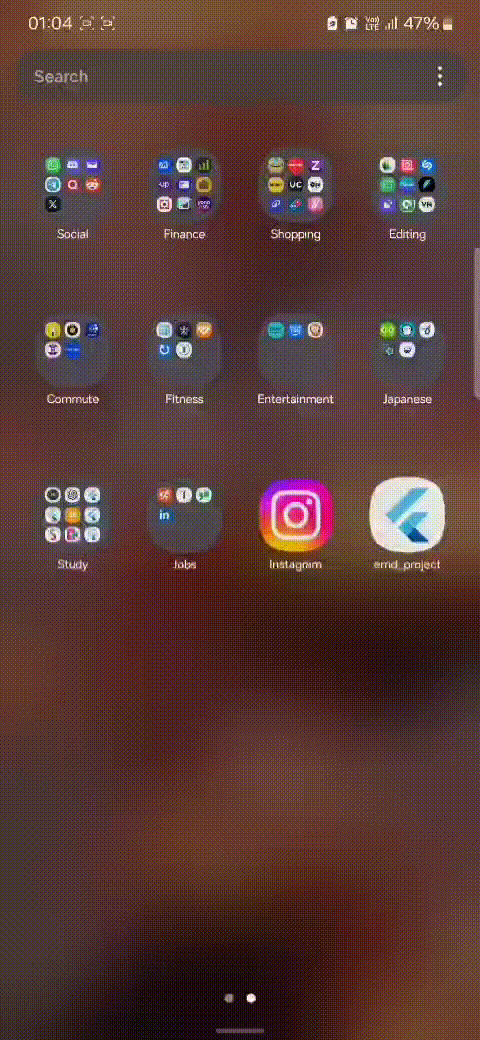 01:04 Vo)) LTE 47%
Search
Social Finance Shopping Editing
Commute Fitness Entertainment Japanese
Study Jobs Instagram emd_project